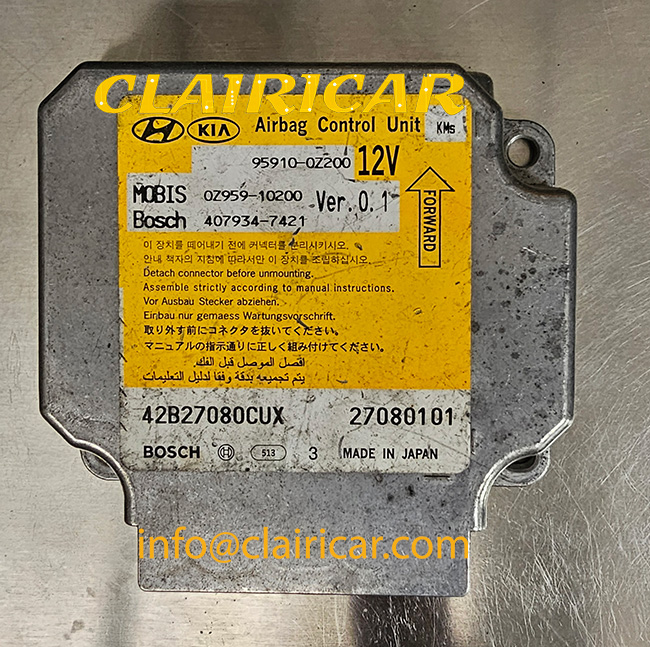 CLAIRICAR
KIA Airbag Control Unit KMs
95910-0Z200 12V
MOBIS 0Z959-10200 Ver.0.1
Bosch 407934-7421
FORWARD
이 장치를 떼어내기 전에 커넥터를 분리시키시오.
안내 책자의 지침에 따라서만 이 장치를 조립하십시오.
Detach connector before unmounting.
Assemble strictly according to manual instructions.
Vor Ausbau Stecker abziehen.
Einbau nur gemaess Wartungsvorschrift.
取り外す前にコネクタを抜いてください。
マニュアルの指示通りに正しく組み付けてください。
افصل الموصل قبل الفك.
يتم تجميعه بدقة وفقا لدليل التعليمات
42B27080CUX 27080101
BOSCH 513 3 MADE IN JAPAN
info@clairicar.com